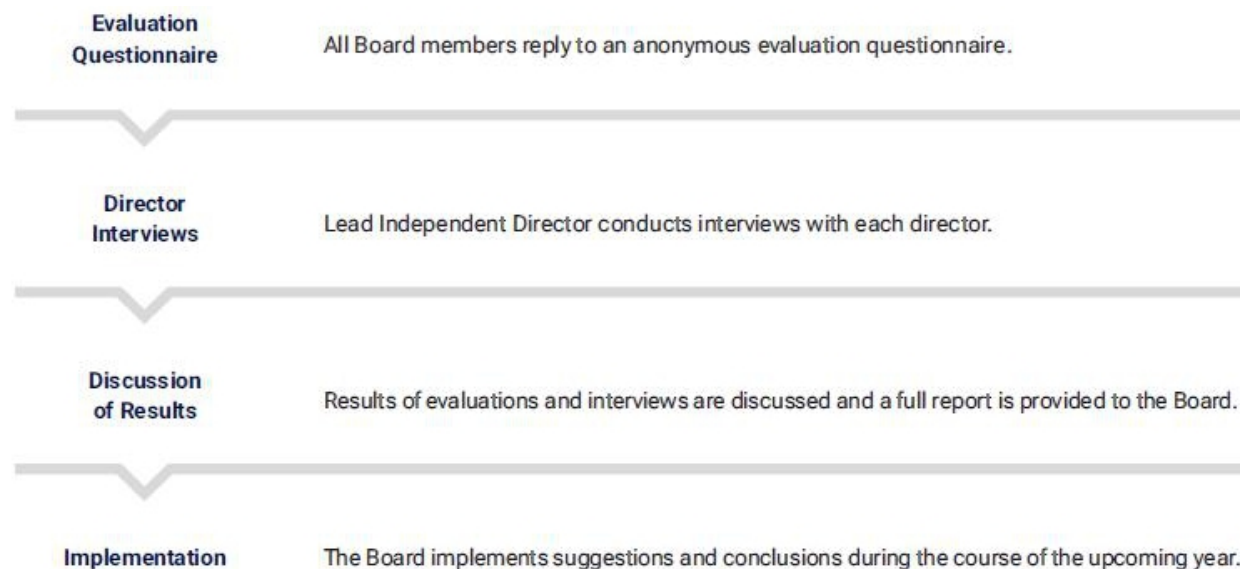 Evaluation
Questionnaire
All Board members reply to an anonymous evaluation questionnaire.
Director
Interviews
Lead Independent Director conducts interviews with each director.
Discussion
of Results
Results of evaluations and interviews are discussed and a full report is provided to the Board.
Implementation
The Board implements suggestions and conclusions during the course of the upcoming year.